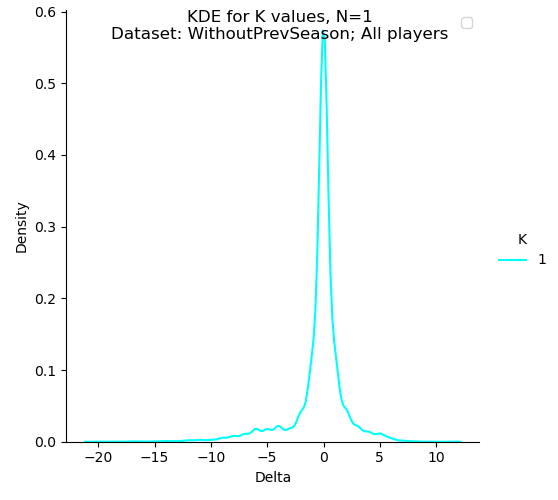 KDE for K values, N=1
Dataset: WithoutPrevSeason; All players
0.6
0.5
0.4
0.3
0.2
0.1
0.0
Density
−20 −15 −10 −5 0 5 10
Delta
K
1